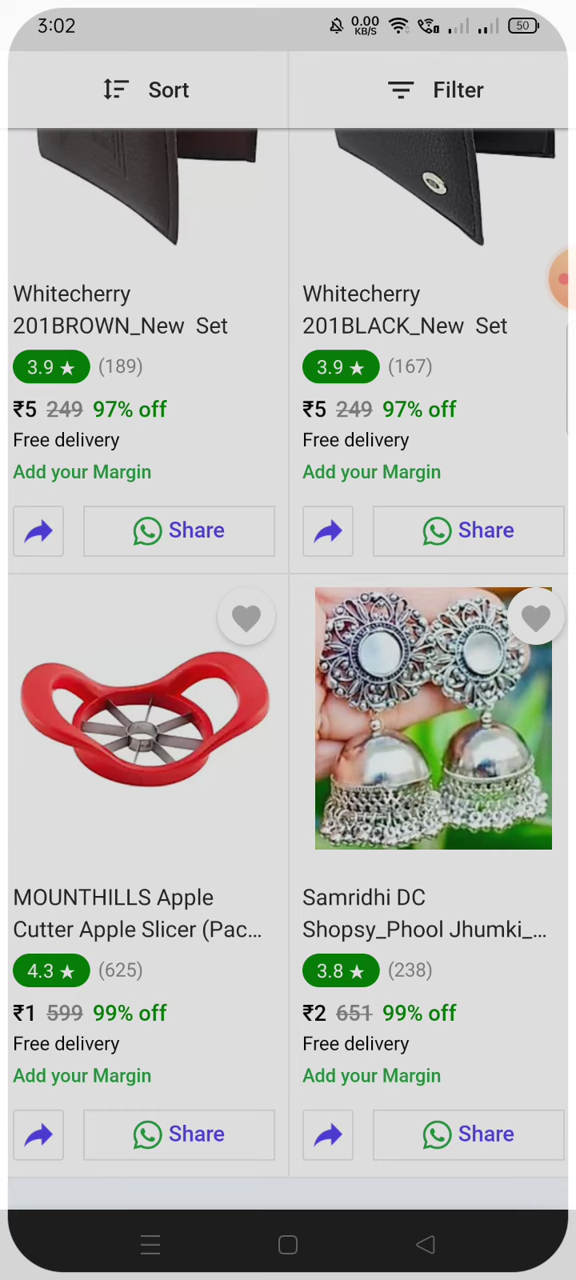 3:02
0.00
KB/S
50
Sort
Filter
Whitecherry
201BROWN_New Set
3.9 ★ (189)
₹5 249 97% off
Free delivery
Add your Margin
Share
Whitecherry
201BLACK_New Set
3.9 ★ (167)
₹5 249 97% off
Free delivery
Add your Margin
Share
MOUNTHILLS Apple
Cutter Apple Slicer (Pac...
4.3 ★ (625)
₹1 599 99% off
Free delivery
Add your Margin
Share
Samridhi DC
Shopsy_Phool Jhumki_...
3.8 ★ (238)
₹2 651 99% off
Free delivery
Add your Margin
Share